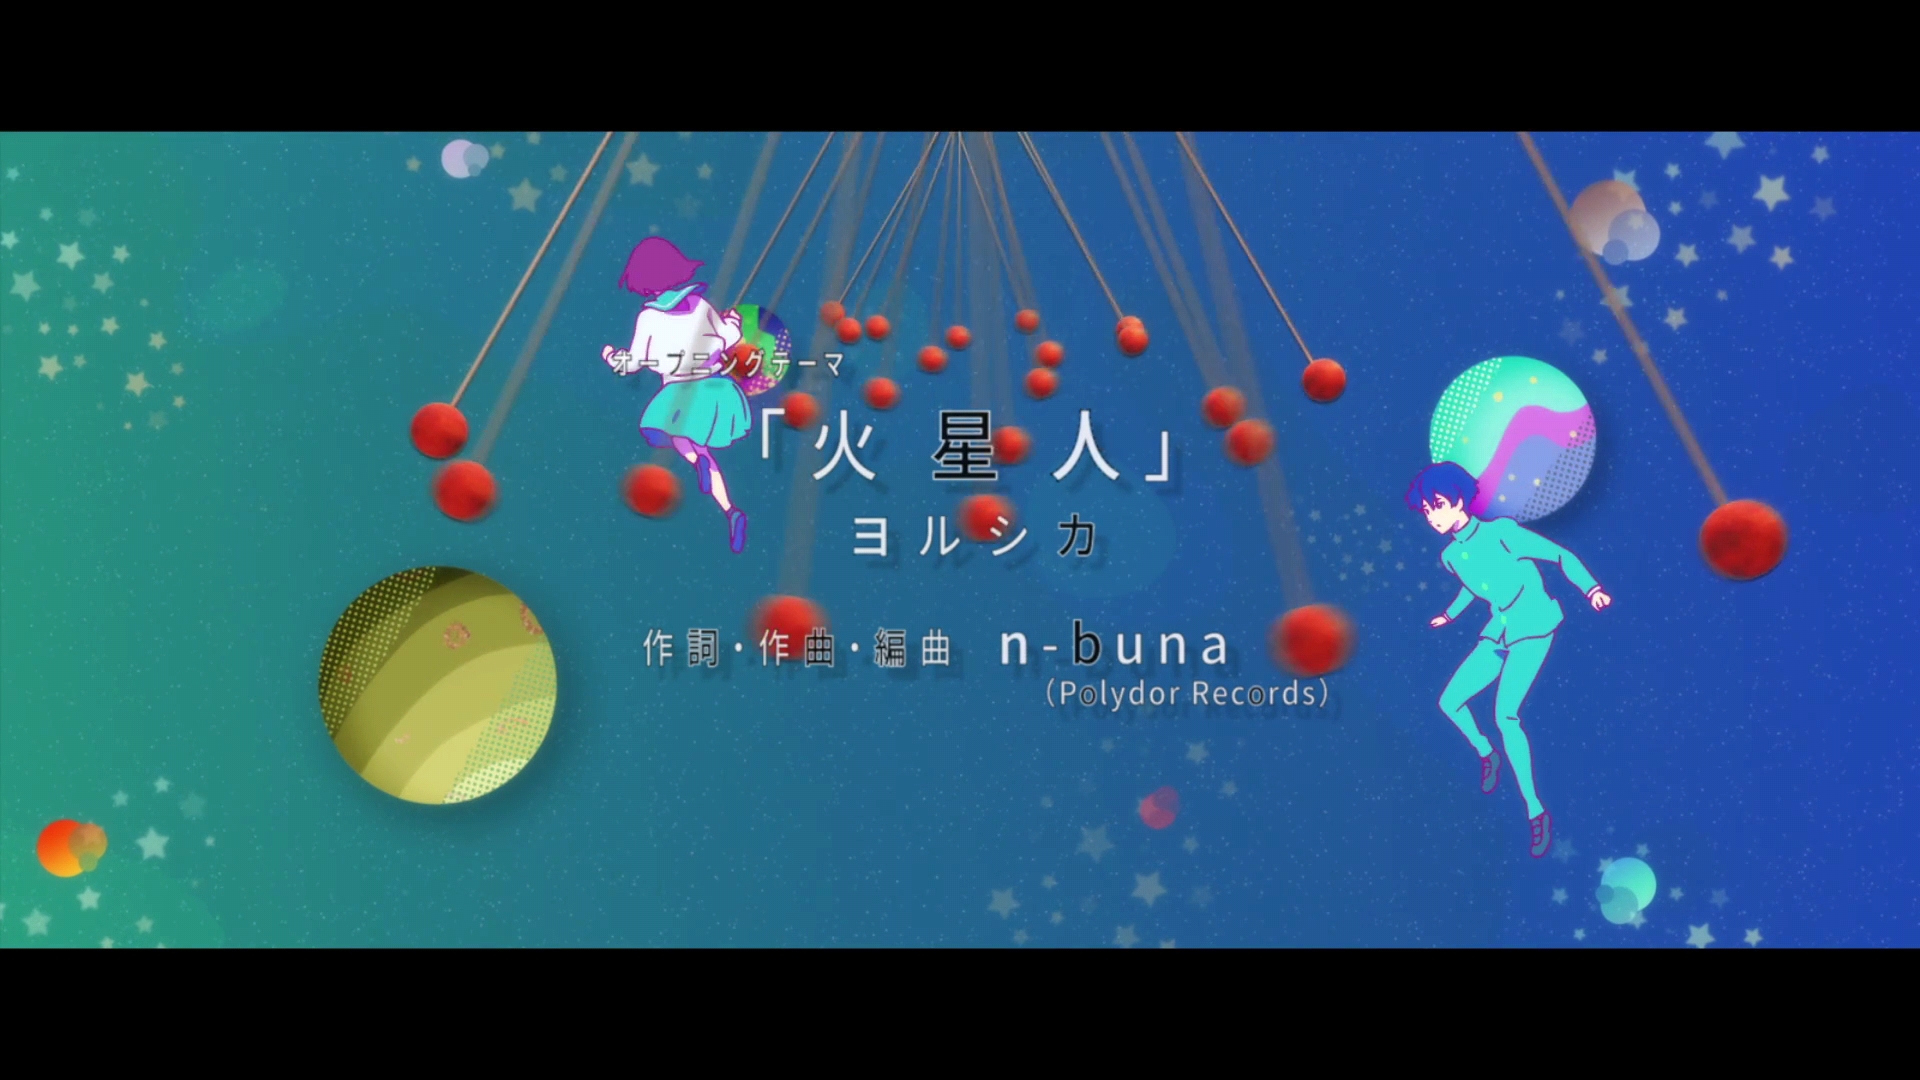 オープニングテーマ
「火星人」
ヨルシカ
作詞・作曲・編曲 n-buna
(Polydor Records)